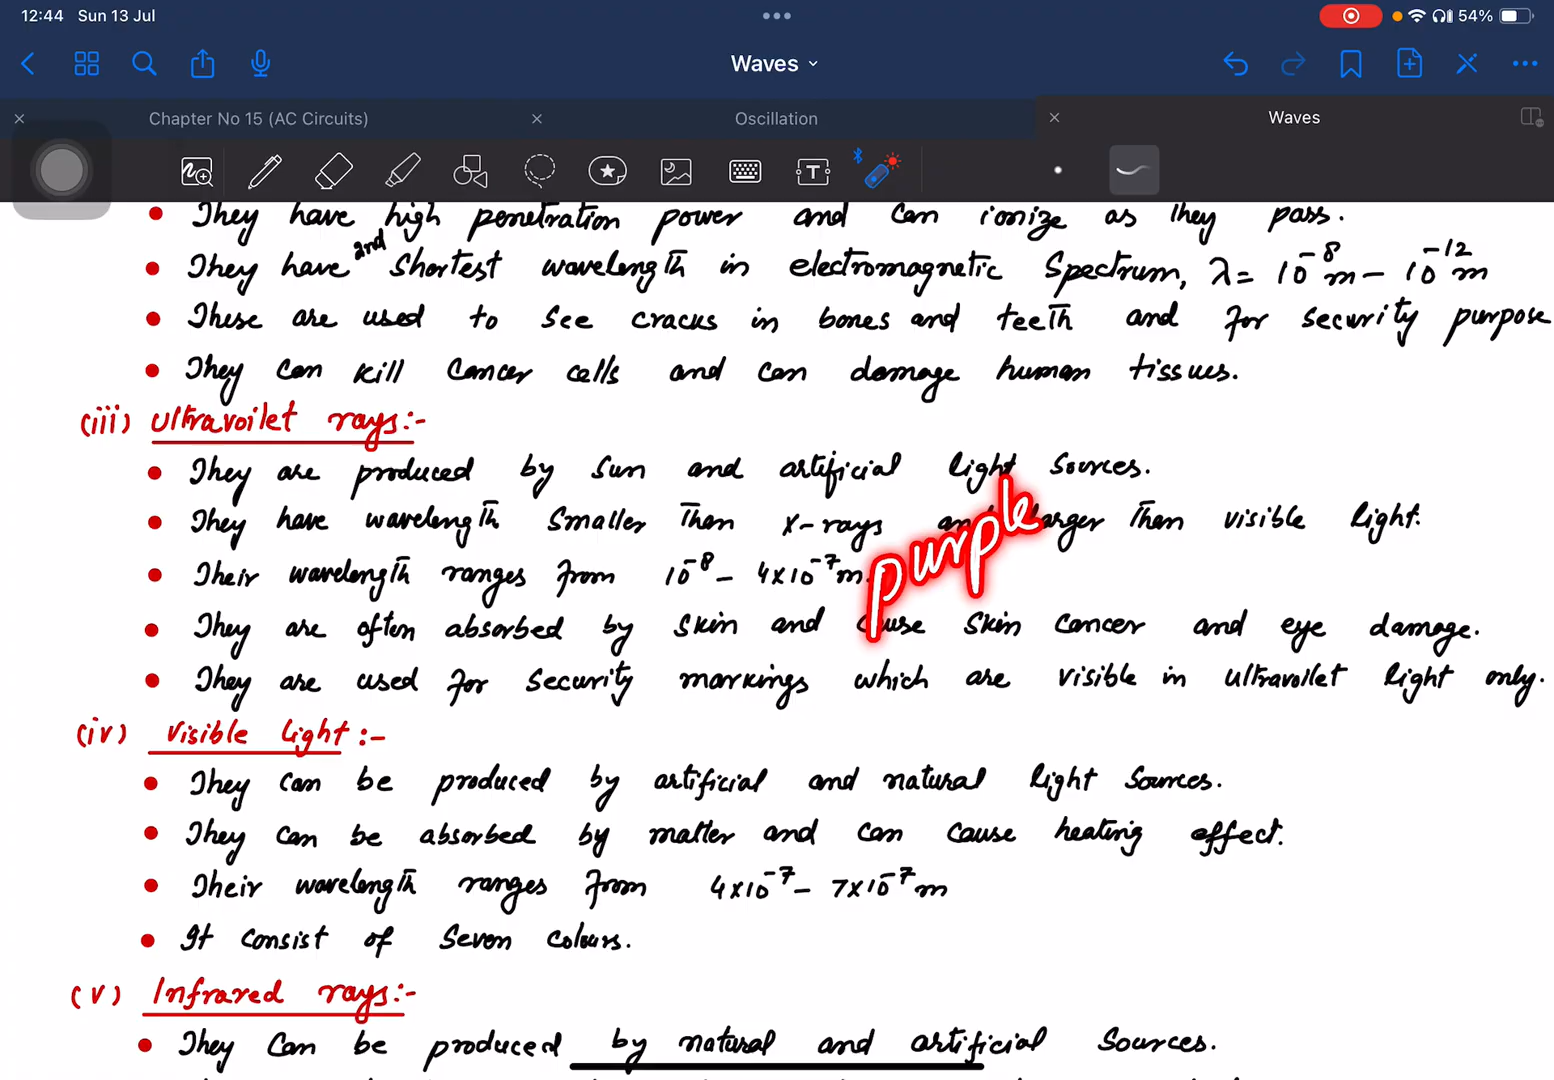 12:44 Sun 13 Jul
54%
Waves
Chapter No 15 (AC Circuits)
Oscillation
Waves
They have high penetration power and can ionize as they pass.
They have 2nd shortest wavelength in electromagnetic Spectrum, λ = 10⁻⁸m – 10⁻¹²m
These are used to see cracks in bones and teeth and for security purpose
They can kill cancer cells and can damage human tissues.
(iii) Ultravoilet rays:-
They are produced by sun and artificial light sources.
They have wavelength smaller than x-rays and larger than visible light.
purple
Their wavelength ranges from 10⁻⁸ – 4x10⁻⁷m.
They are often absorbed by skin and cause skin cancer and eye damage.
They are used for security markings which are visible in ultravoilet light only.
(iv) Visible light:-
They can be produced by artificial and natural light sources.
They can be absorbed by matter and can cause heating effect.
Their wavelength ranges from 4x10⁻⁷ – 7x10⁻⁷m
It consist of seven colours.
(v) Infrared rays:-
They can be produced by natural and artificial sources.